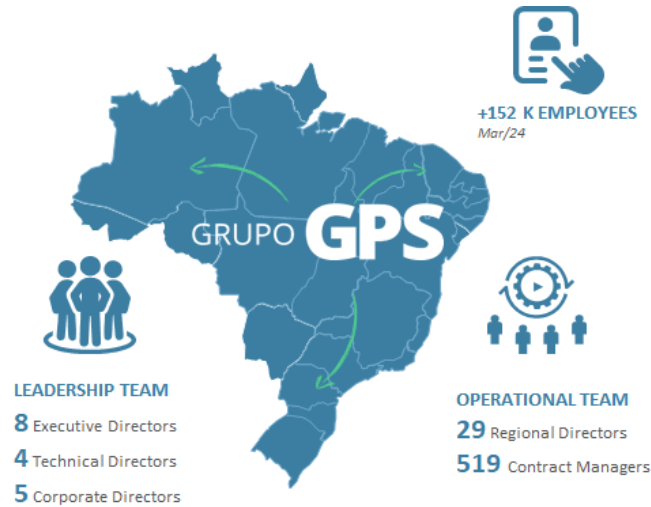 +152 K EMPLOYEES
Mar/24
GRUPO GPS
LEADERSHIP TEAM
8 Executive Directors
4 Technical Directors
5 Corporate Directors
OPERATIONAL TEAM
29 Regional Directors
519 Contract Managers